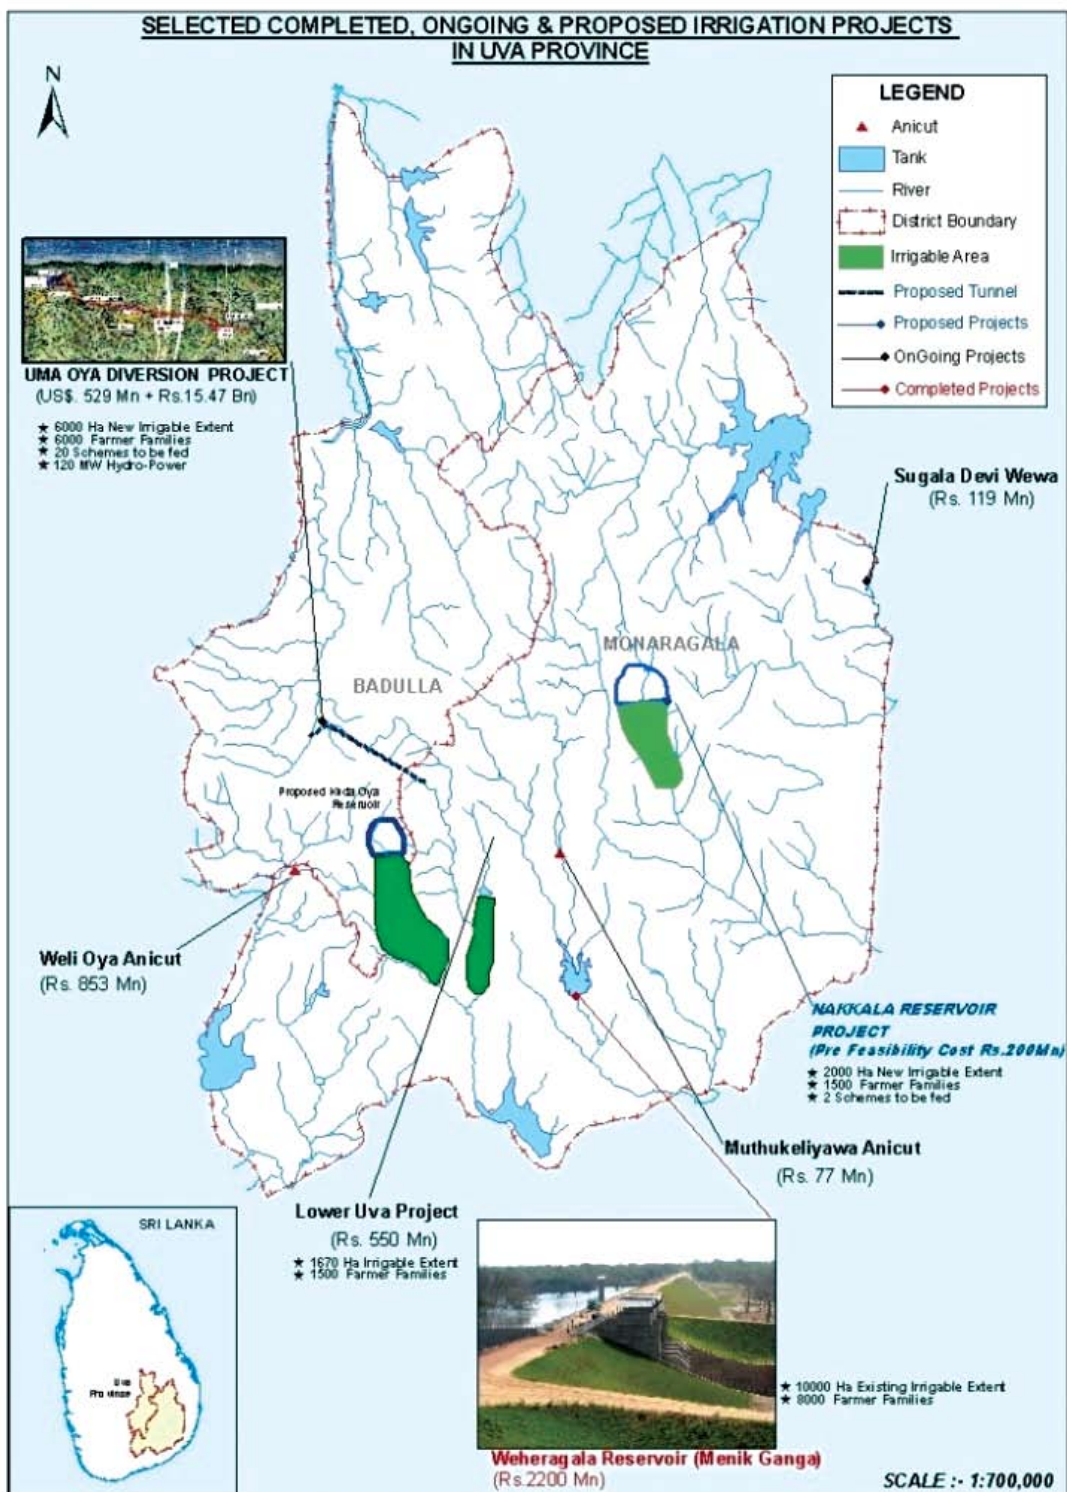 SELECTED COMPLETED, ONGOING & PROPOSED IRRIGATION PROJECTS
IN UVA PROVINCE
N
LEGEND
Anicut
Tank
River
District Boundary
Irrigable Area
Proposed Tunnel
Proposed Projects
OnGoing Projects
Completed Projects
UMA OYA DIVERSION PROJECT
(US$. 529 Mn + Rs.15.47 Bn)
★ 6000 Ha New Irrigable Extent
★ 6000 Farmer Families
★ 20 Schemes to be fed
★ 120 MW Hydro-Power
Sugala Devi Wewa
(Rs. 119 Mn)
MONARAGALA
BADULLA
Proposed Oya
Reservoir
Weli Oya Anicut
(Rs. 853 Mn)
NAKKALA RESERVOIR
PROJECT
(Pre Feasibility Cost Rs.200Mn)
★ 2000 Ha New Irrigable Extent
★ 1500 Farmer Families
★ 2 Schemes to be fed
Muthukeliyawa Anicut
(Rs. 77 Mn)
Lower Uva Project
(Rs. 550 Mn)
★ 1670 Ha Irrigable Extent
★ 1500 Farmer Families
SRI LANKA
Uva
Province
★ 10000 Ha Existing Irrigable Extent
★ 8000 Farmer Families
Weheragala Reservoir (Menik Ganga)
(Rs.2200 Mn)
SCALE :- 1:700,000